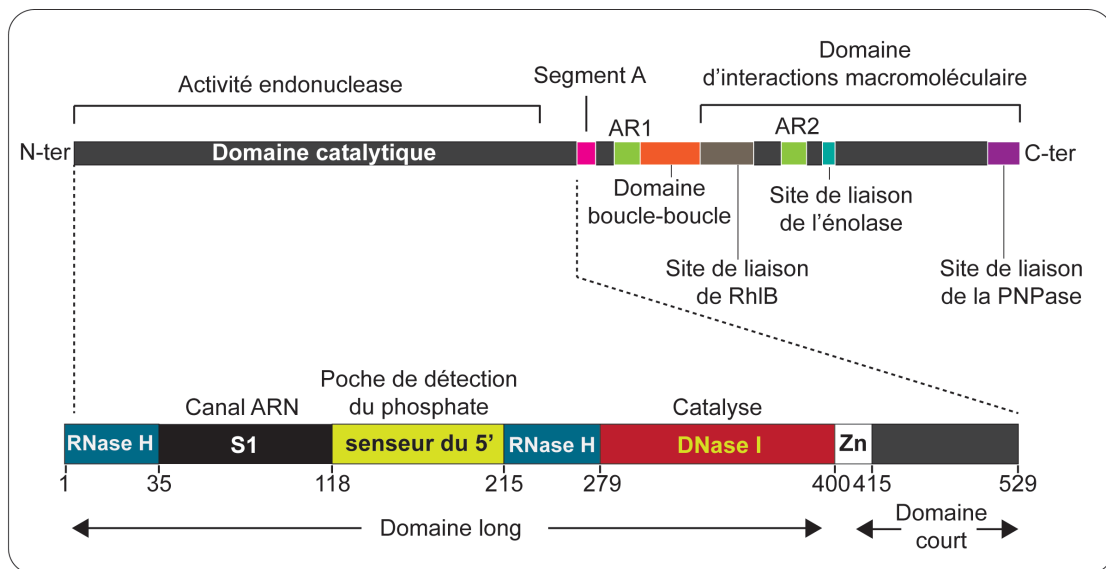 Domaine
d'interactions macromoléculaire
Segment A
Activité endonuclease
AR1
AR2
N-ter
Domaine catalytique
C-ter
Domaine
boucle-boucle
Site de liaison
de l'énolase
Site de liaison
de RhlB
Site de liaison
de la PNPase
Poche de détection
du phosphate
Canal ARN
Catalyse
RNase H
S1
senseur du 5'
RNase H
DNase I
Zn
1
35
118
215
279
400
415
529
Domaine long
Domaine
court